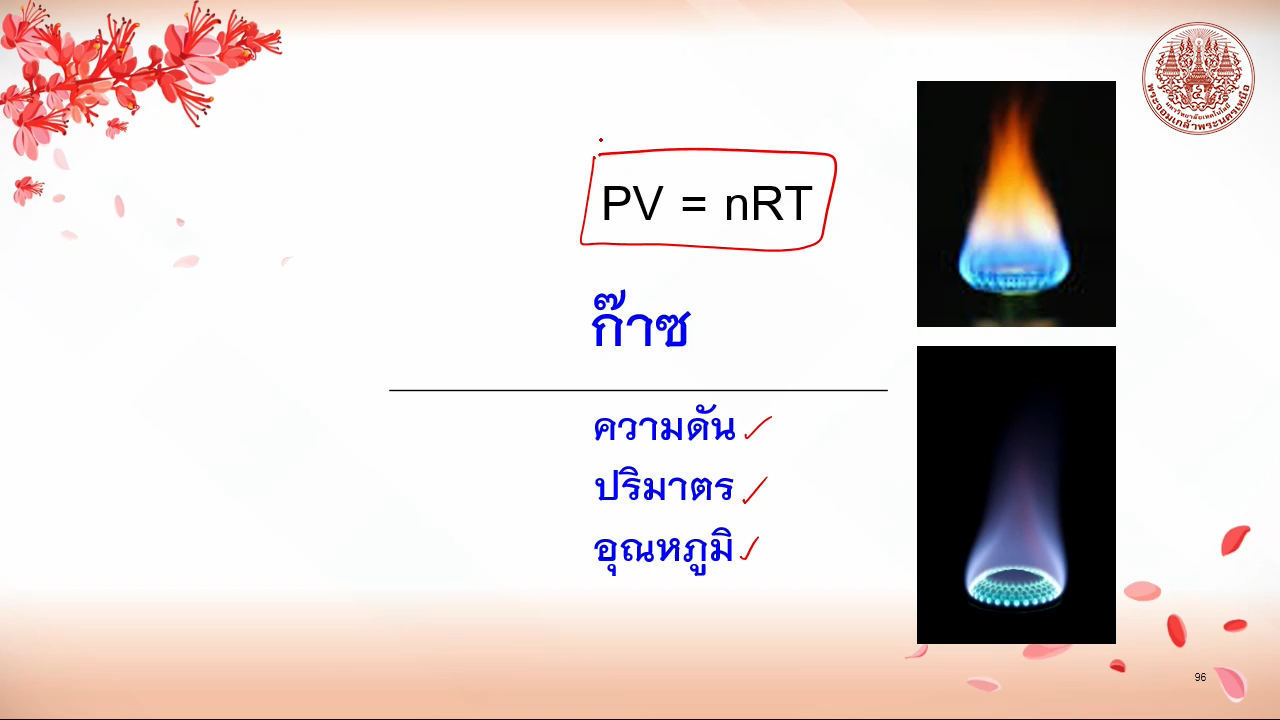 PV = nRT
ก๊าซ
ความดัน
ปริมาตร
อุณหภูมิ
96